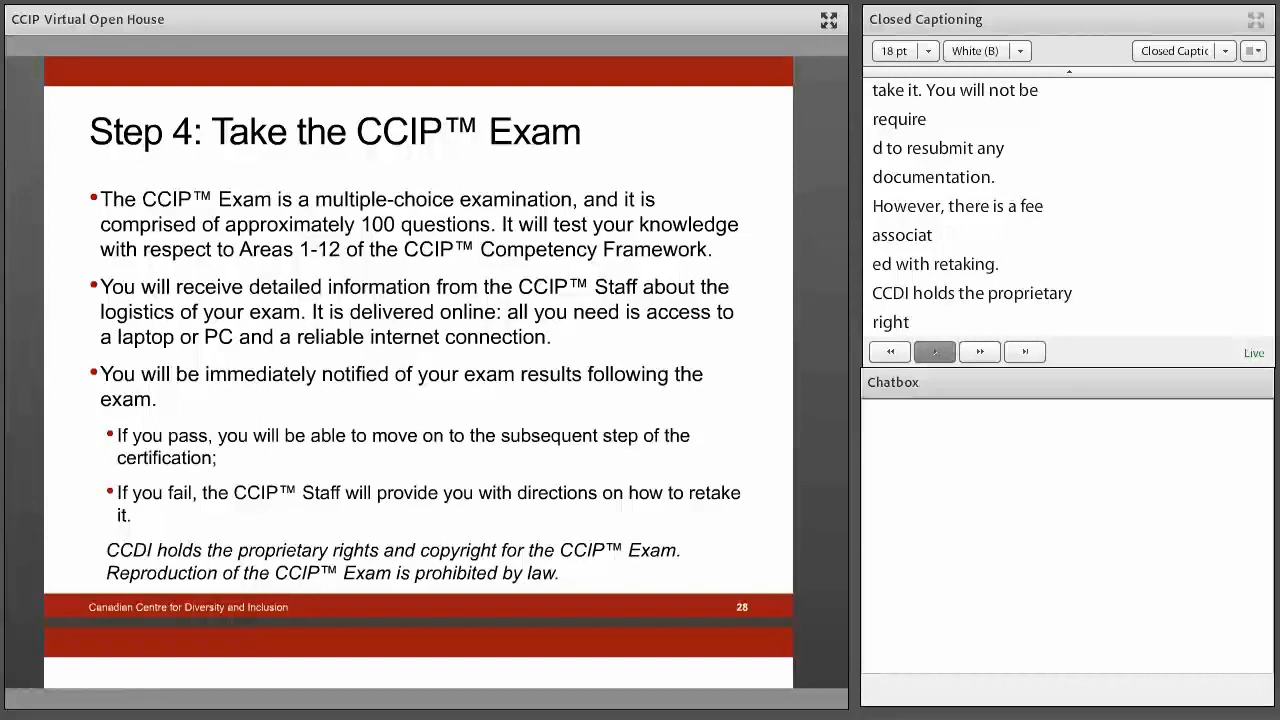 CCIP Virtual Open House
Step 4: Take the CCIP™ Exam
•The CCIP™ Exam is a multiple-choice examination, and it is
comprised of approximately 100 questions. It will test your knowledge
with respect to Areas 1-12 of the CCIP™ Competency Framework.
•You will receive detailed information from the CCIP™ Staff about the
logistics of your exam. It is delivered online: all you need is access to
a laptop or PC and a reliable internet connection.
•You will be immediately notified of your exam results following the
exam.
•If you pass, you will be able to move on to the subsequent step of the
certification;
•If you fail, the CCIP™ Staff will provide you with directions on how to retake
it.
CCDI holds the proprietary rights and copyright for the CCIP™ Exam.
Reproduction of the CCIP™ Exam is prohibited by law.
Canadian Centre for Diversity and Inclusion 28
Closed Captioning
18 pt White (B) Closed Captic
take it. You will not be
require
d to resubmit any
documentation.
However, there is a fee
associat
ed with retaking.
CCDI holds the proprietary
right
Live
Chatbox